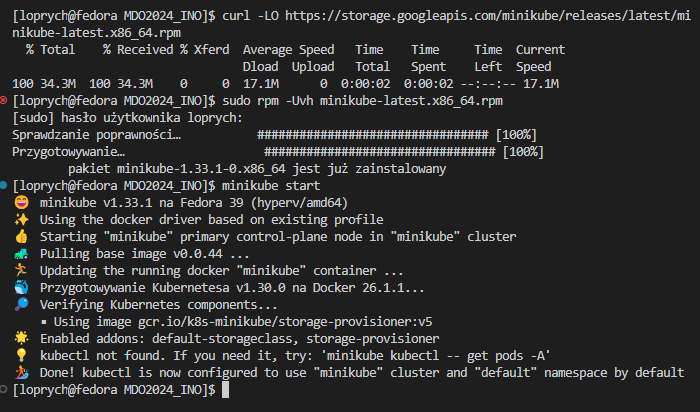 [loprych@fedora MDO2024_INO]$ curl -LO https://storage.googleapis.com/minikube/releases/latest/mi
nikube-latest.x86_64.rpm
% Total % Received % Xferd Average Speed Time Time Time Current
Dload Upload Total Spent Left Speed
100 34.3M 100 34.3M 0 0 17.1M 0 0:00:02 0:00:02 --:--:-- 17.1M
[loprych@fedora MDO2024_INO]$ sudo rpm -Uvh minikube-latest.x86_64.rpm
[sudo] hasło użytkownika loprych:
Sprawdzanie poprawności… ################################# [100%]
Przygotowywanie… ################################# [100%]
pakiet minikube-1.33.1-0.x86_64 jest już zainstalowany
[loprych@fedora MDO2024_INO]$ minikube start
😄 minikube v1.33.1 na Fedora 39 (hyperv/amd64)
✨ Using the docker driver based on existing profile
👍 Starting "minikube" primary control-plane node in "minikube" cluster
🚜 Pulling base image v0.0.44 ...
🏃 Updating the running docker "minikube" container ...
🐳 Przygotowywanie Kubernetesa v1.30.0 na Docker 26.1.1...
🔎 Verifying Kubernetes components...
▪ Using image gcr.io/k8s-minikube/storage-provisioner:v5
🌟 Enabled addons: default-storageclass, storage-provisioner
💡 kubectl not found. If you need it, try: 'minikube kubectl -- get pods -A'
🏄 Done! kubectl is now configured to use "minikube" cluster and "default" namespace by default
[loprych@fedora MDO2024_INO]$